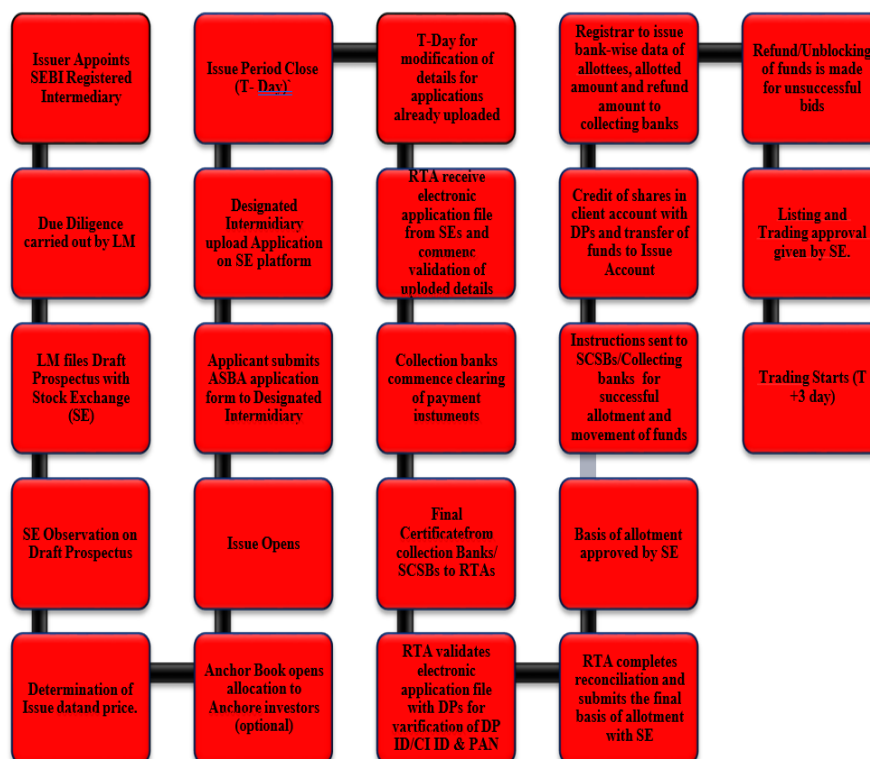 Issuer Appoints
SEBI Registered
Intermediary
Due Diligence
carried out by LM
LM files Draft
Prospectus with
Stock Exchange
(SE)
SE Observation on
Draft Prospectus
Determination of
Issue datand price.
Anchor Book opens
allocation to
Anchore investors
(optional)
Issue Opens
Applicant submits
ASBA application
form to Designated
Intermidiary
Designated
Intermidiary
upload Application
on SE platform
Issue Period Close
(T- Day)`
T-Day for
modification of
details for
applications
already uploaded
RTA receive
electronic
application file
from SEs and
commenc
validation of
uploded details
Collection banks
commence clearing
of payment
instuments
Final
Certificatefrom
collection Banks/
SCSBs to RTAs
RTA validates
electronic
application file
with DPs for
varification of DP
ID/CI ID & PAN
RTA completes
reconciliation and
submits the final
basis of allotment
with SE
Basis of allotment
approved by SE
Instructions sent to
SCSBs/Collecting
banks for
successful
allotment and
movement of funds
Credit of shares in
client account with
DPs and transfer of
funds to Issue
Account
Registrar to issue
bank-wise data of
allottees, allotted
amount and refund
amount to
collecting banks
Refund/Unblocking
of funds is made
for unsuccessful
bids
Listing and
Trading approval
given by SE.
Trading Starts (T
+3 day)